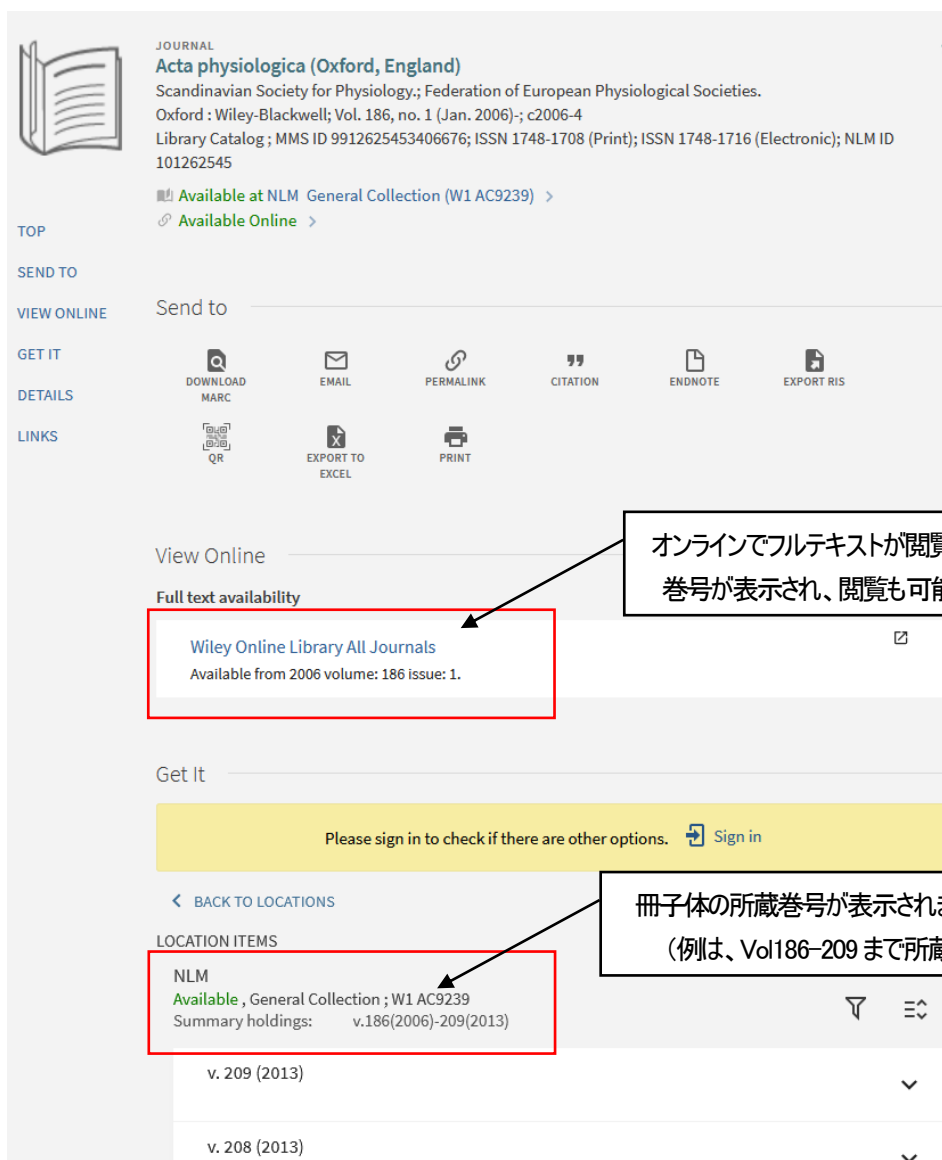 JOURNAL
Acta physiologica (Oxford, England)
Scandinavian Society for Physiology.; Federation of European Physiological Societies.
Oxford : Wiley-Blackwell; Vol. 186, no. 1 (Jan. 2006)-; c2006-4
Library Catalog ; MMS ID 9912625453406676; ISSN 1748-1708 (Print); ISSN 1748-1716 (Electronic); NLM ID
101262545
Available at NLM General Collection (W1 AC9239) >
Available Online >
TOP
SEND TO
VIEW ONLINE
GET IT
DETAILS
LINKS
Send to
DOWNLOAD
MARC
EMAIL
PERMALINK
CITATION
ENDNOTE
EXPORT RIS
QR
EXPORT TO
EXCEL
PRINT
オンラインでフルテキストが閲覧
巻号が表示され、閲覧も可能
View Online
Full text availability
Wiley Online Library All Journals
Available from 2006 volume: 186 issue: 1.
Get It
Please sign in to check if there are other options. Sign in
冊子体の所蔵巻号が表示されま
（例は、Vol186-209 まで所蔵
BACK TO LOCATIONS
LOCATION ITEMS
NLM
Available , General Collection ; W1 AC9239
Summary holdings: v.186(2006)-209(2013)
v. 209 (2013)
v. 208 (2013)